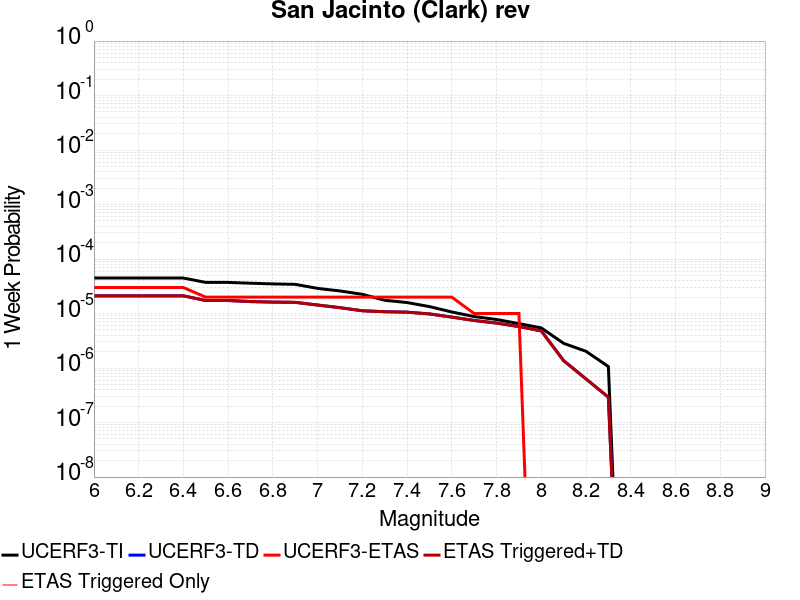 San Jacinto (Clark) rev
10^0
10^-1
10^-2
10^-3
10^-4
10^-5
10^-6
10^-7
10^-8
1 Week Probability
6 6.2 6.4 6.6 6.8 7 7.2 7.4 7.6 7.8 8 8.2 8.4 8.6 8.8 9
Magnitude
UCERF3-TI UCERF3-TD UCERF3-ETAS ETAS Triggered+TD
ETAS Triggered Only